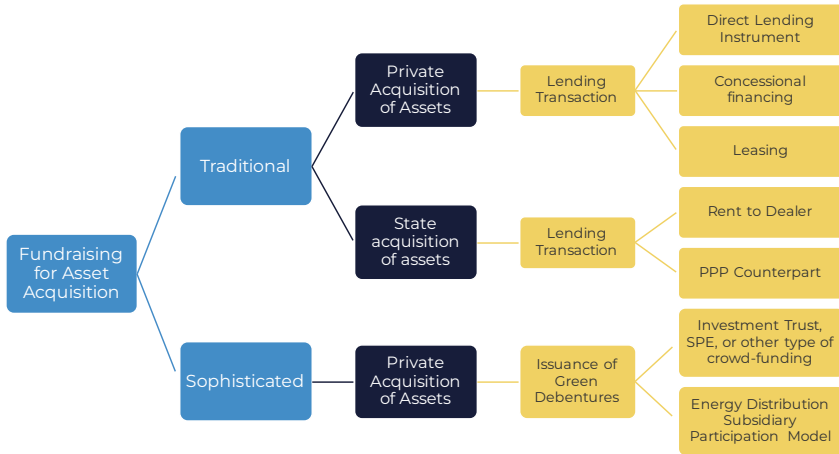 Fundraising
for Asset
Acquisition
Traditional
Sophisticated
Private
Acquisition
of Assets
State
acquisition
of assets
Private
Acquisition
of Assets
Lending
Transaction
Lending
Transaction
Issuance of
Green
Debentures
Direct Lending
Instrument
Concessional
financing
Leasing
Rent to Dealer
PPP Counterpart
Investment Trust,
SPE, or other type of
crowd-funding
Energy Distribution
Subsidiary
Participation Model